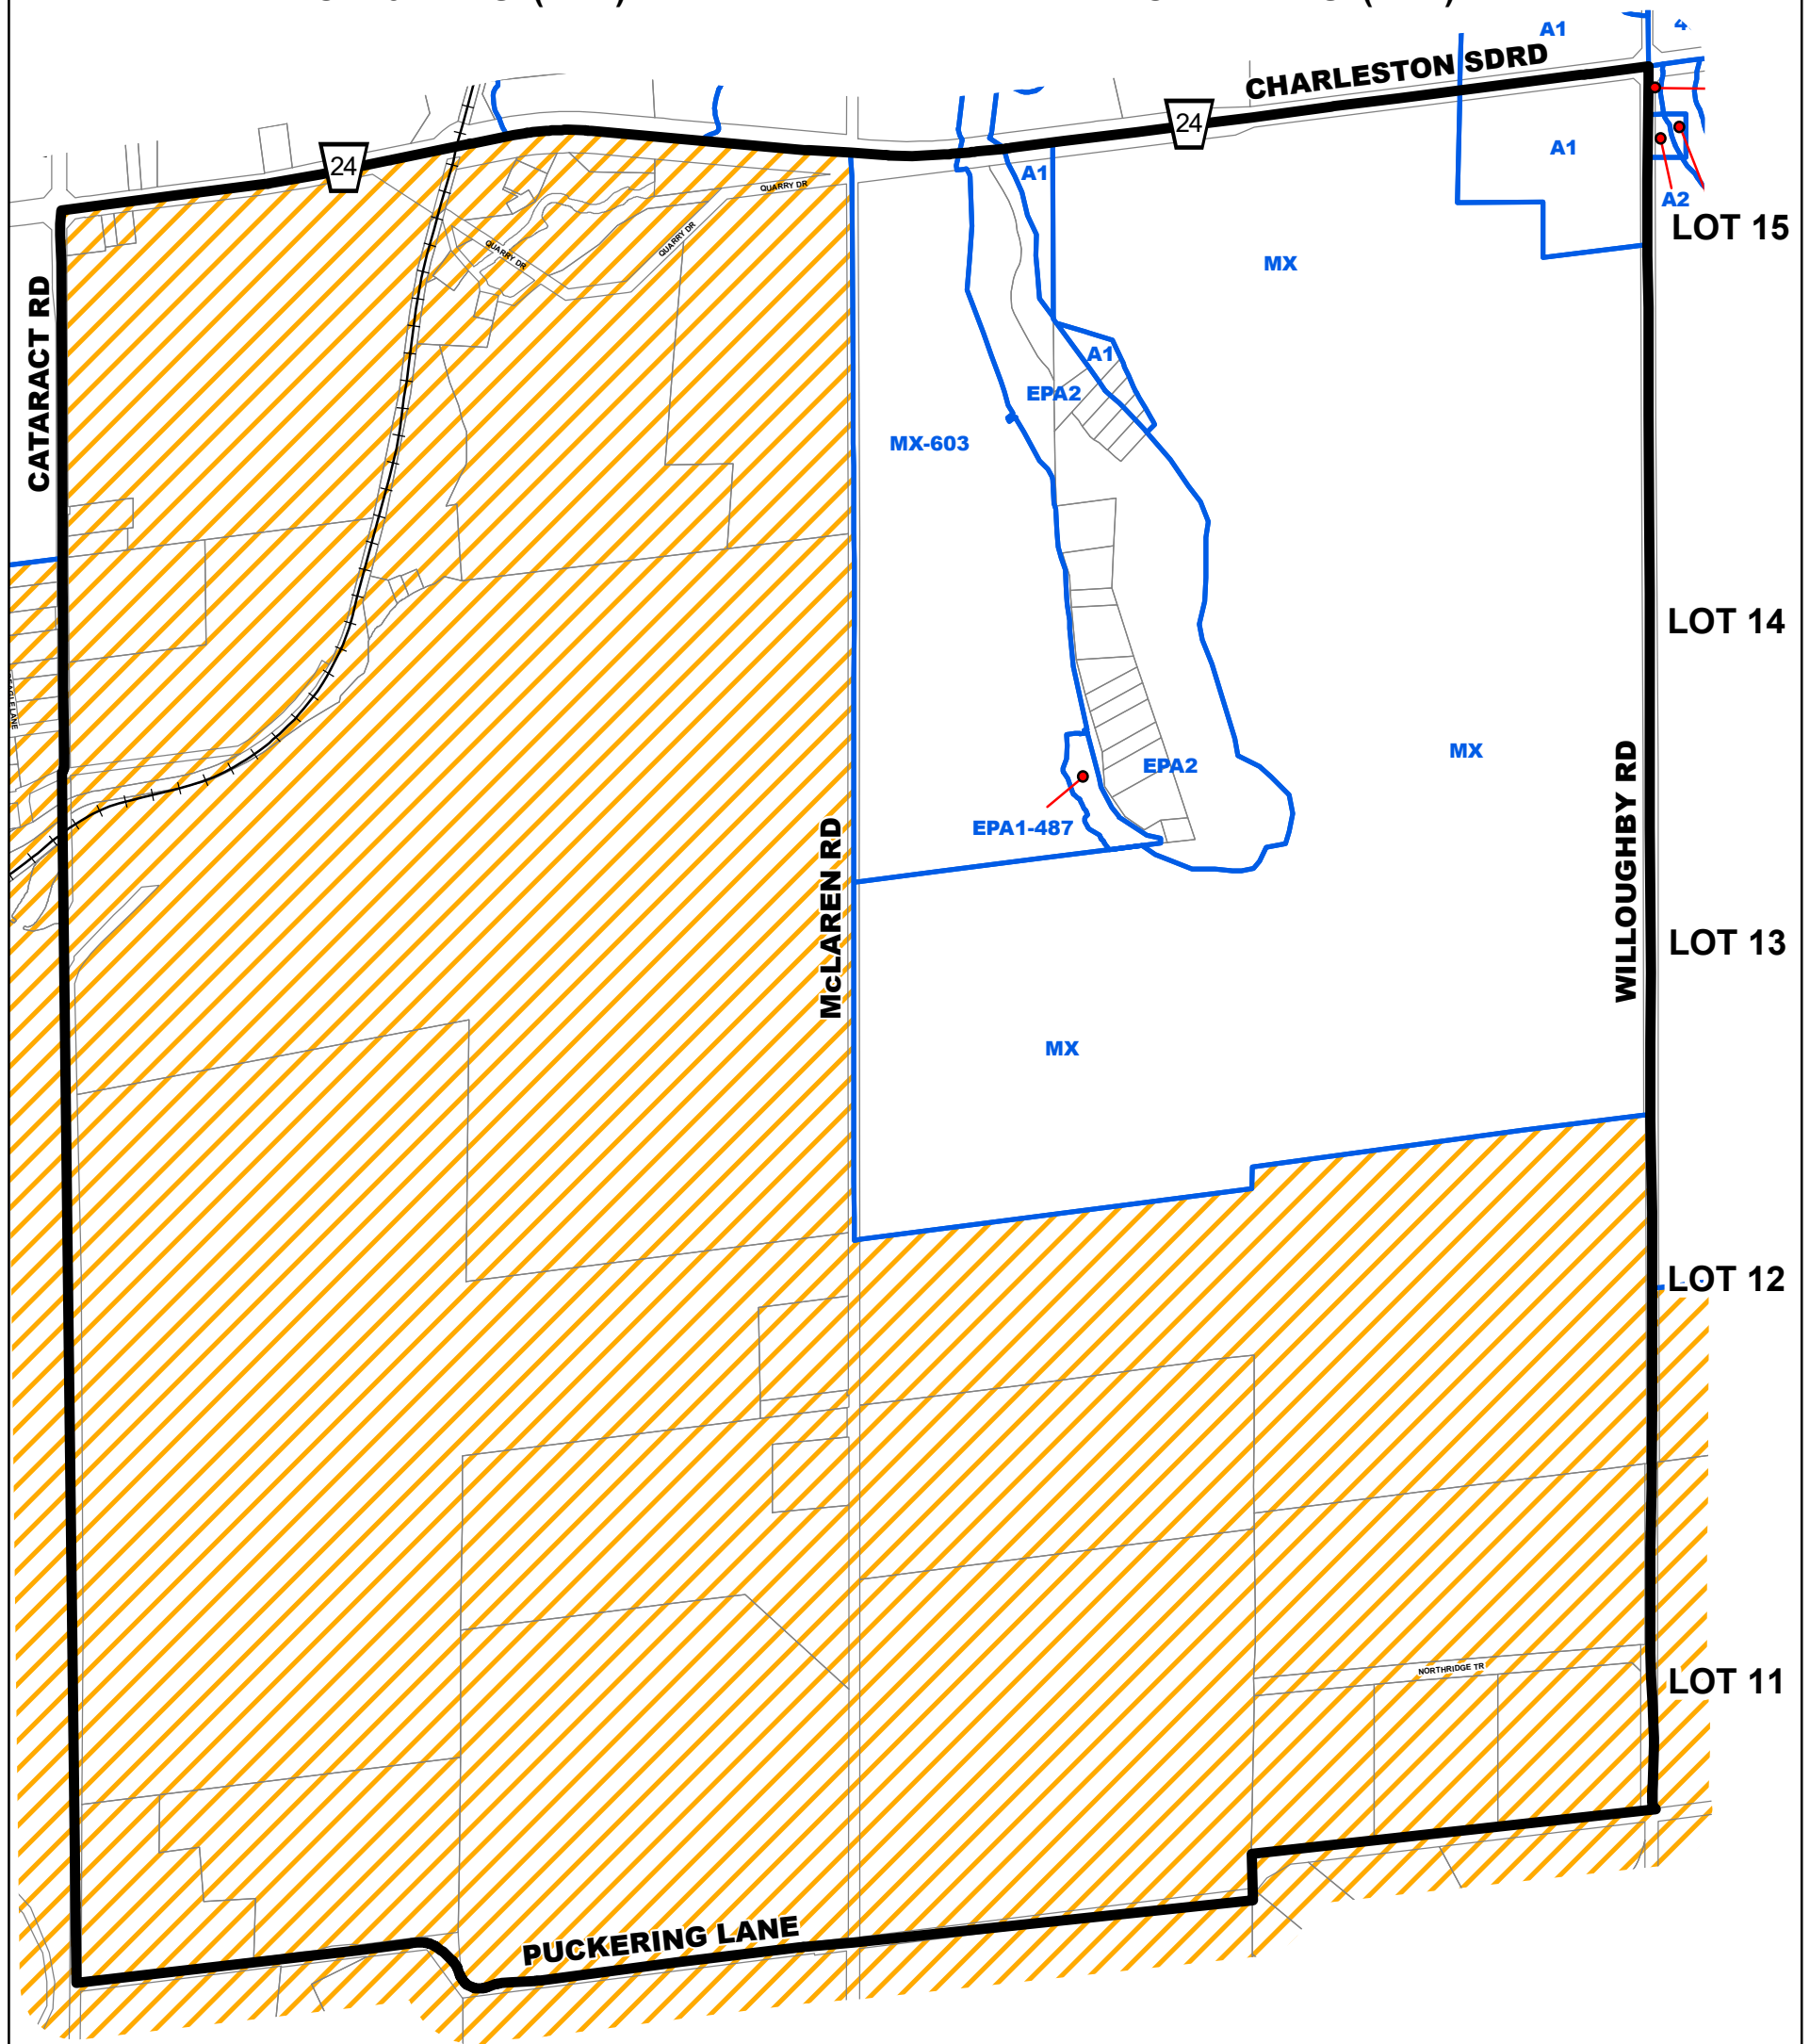 A1
CHARLESTON SDRD
24
24
A1
A1
A2
LOT 15
QUARRY DR
QUARRY DR
QUARRY DR
MX
CATARACT RD
A1
EPA2
MX-603
LOT 14
MX
EPA2
EPA1-487
McLAREN RD
WILLOUGHBY RD
LOT 13
MX
LOT 12
NORTHRIDGE TR
LOT 11
PUCKERING LANE